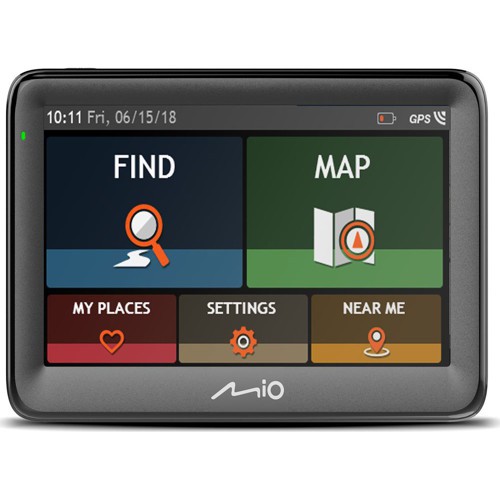 10:11 Fri, 06/15/18
GPS
FIND
MAP
MY PLACES
SETTINGS
NEAR ME
Mio